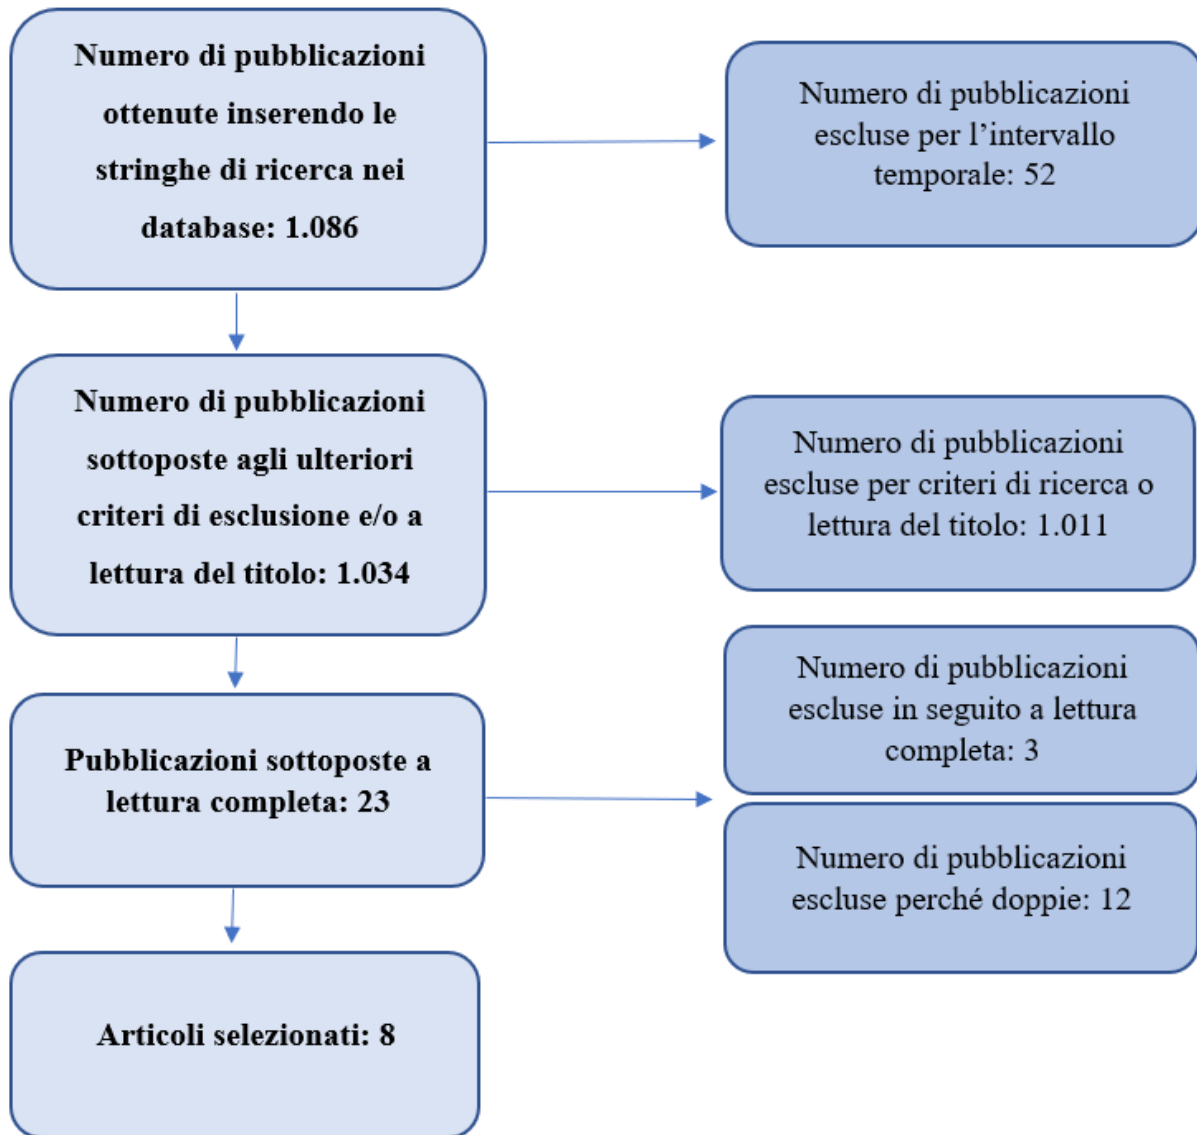 Numero di pubblicazioni
ottenute inserendo le
stringhe di ricerca nei
database: 1.086
Numero di pubblicazioni
escluse per l’intervallo
temporale: 52
Numero di pubblicazioni
sottoposte agli ulteriori
criteri di esclusione e/o a
lettura del titolo: 1.034
Numero di pubblicazioni
escluse per criteri di ricerca o
lettura del titolo: 1.011
Pubblicazioni sottoposte a
lettura completa: 23
Numero di pubblicazioni
escluse in seguito a lettura
completa: 3
Numero di pubblicazioni
escluse perché doppie: 12
Articoli selezionati: 8